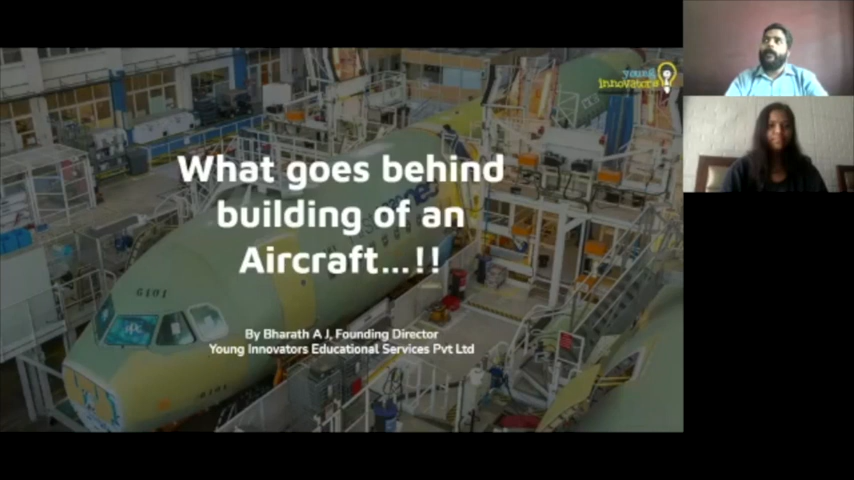 young
innovators
What goes behind
building of an
Aircraft...!!
By Bharath A J, Founding Director
Young Innovators Educational Services Pvt Ltd